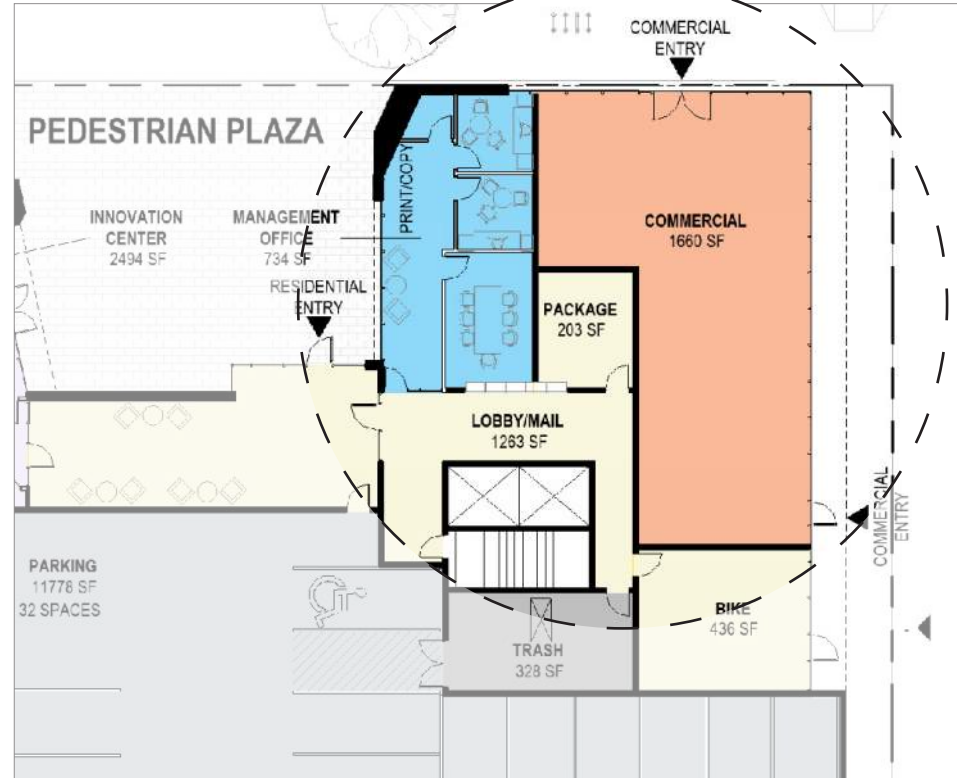 COMMERCIAL
ENTRY
PEDESTRIAN PLAZA
PRINT/COPY
INNOVATION
CENTER
2494 SF
MANAGEMENT
OFFICE
734 SF
COMMERCIAL
1660 SF
RESIDENTIAL
ENTRY
PACKAGE
203 SF
LOBBY/MAIL
1263 SF
COMMERCIAL
ENTRY
PARKING
11778 SF
32 SPACES
BIKE
436 SF
TRASH
328 SF